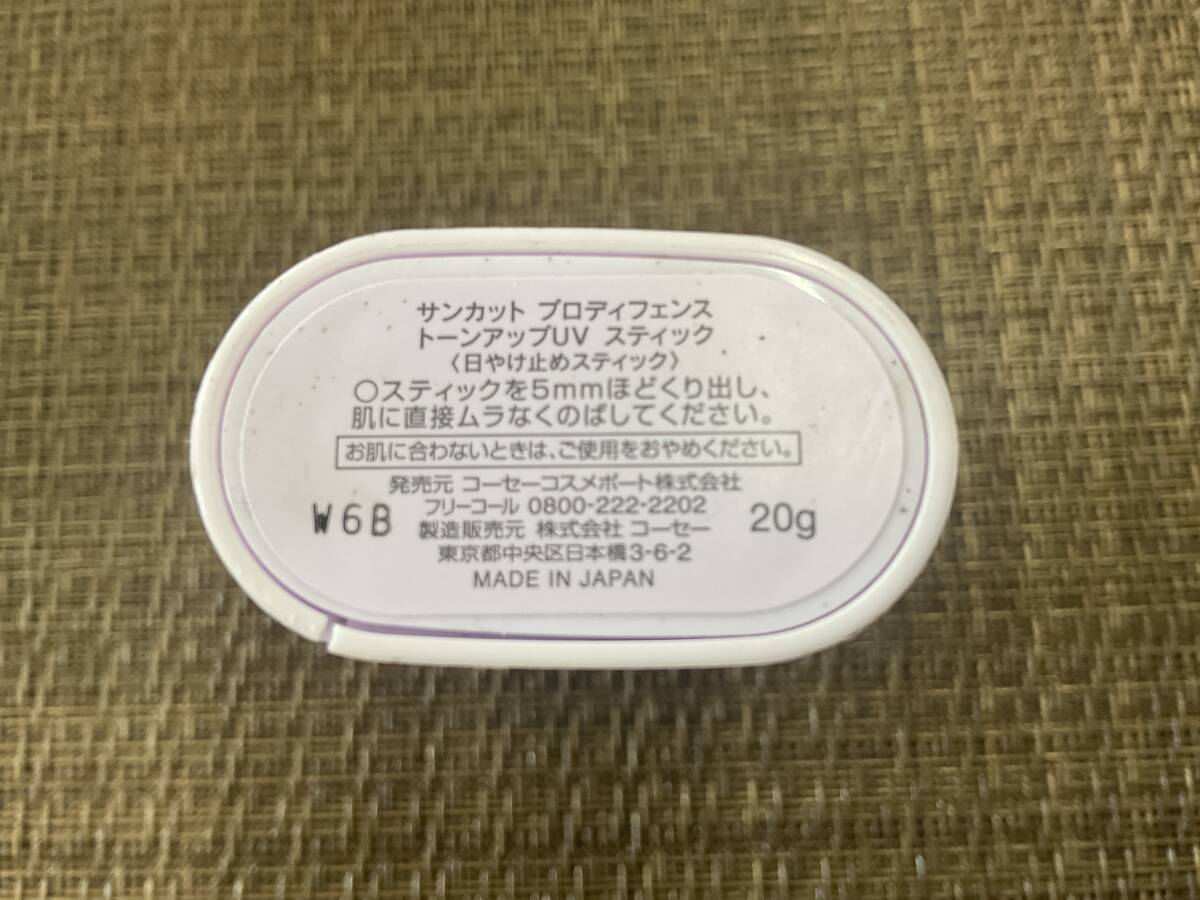 サンカット プロディフェンス
トーンアップUV スティック
〈日やけ止めスティック〉
○スティックを5mmほどくり出し、
肌に直接ムラなくのばしてください。
お肌に合わないときは、ご使用をおやめください。
発売元 コーセーコスメポート株式会社
フリーコール 0800-222-2202
W6B 製造販売元 株式会社 コーセー 20g
東京都中央区日本橋3-6-2
MADE IN JAPAN